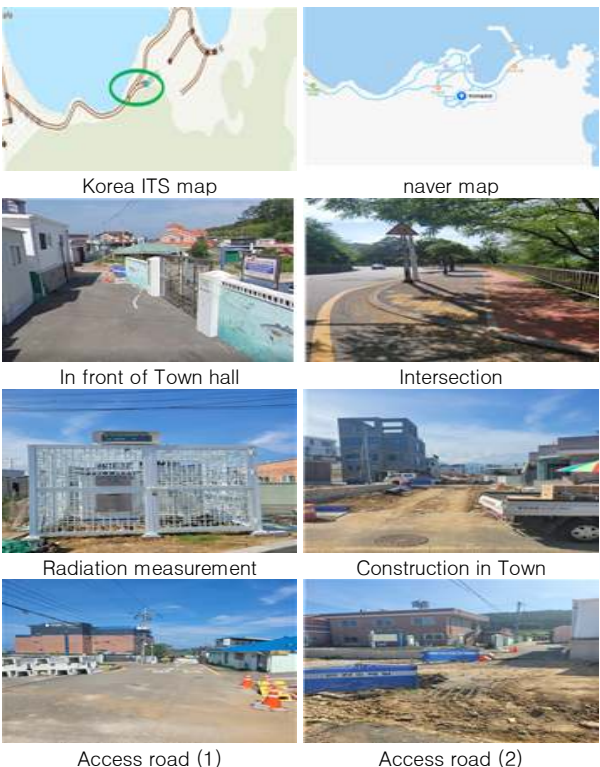 Korea ITS map
naver map
In front of Town hall
Intersection
Radiation measurement
Construction in Town
Access road (1)
Access road (2)